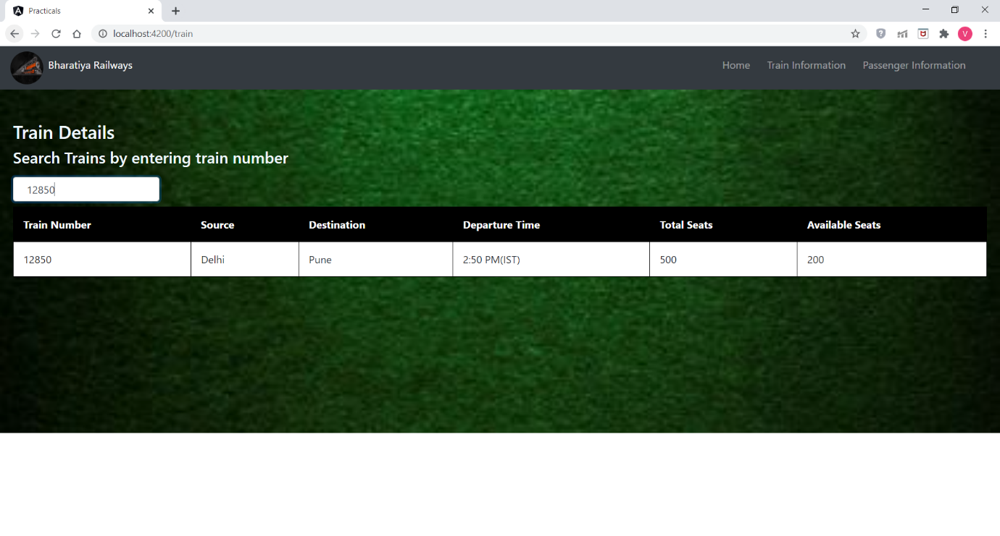 Practicals
localhost:4200/train
V
Bharatiya Railways Home Train Information Passenger Information
Train Details
Search Trains by entering train number
12850
Train Number Source Destination Departure Time Total Seats Available Seats
12850 Delhi Pune 2:50 PM(IST) 500 200